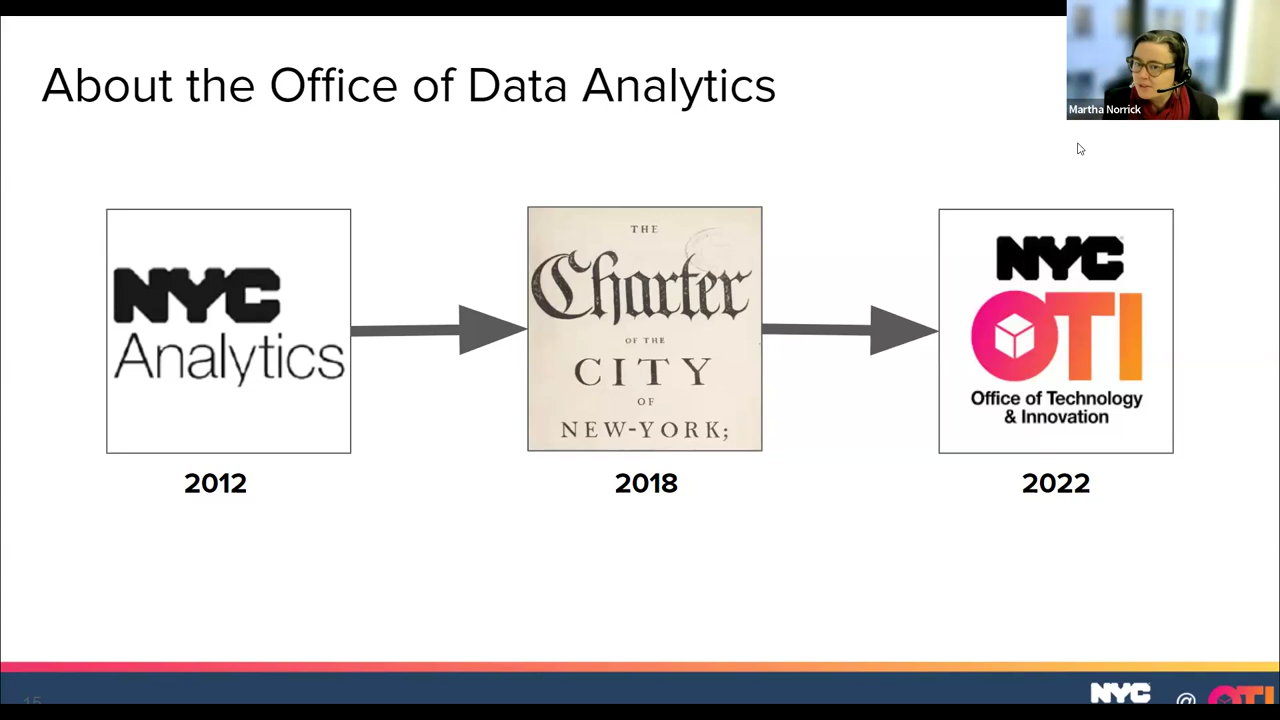 About the Office of Data Analytics
Martha Norrick
NYC
Analytics
2012
THE
Charter
OF THE
CITY
OF
NEW-YORK;
2018
NYC
OTI
Office of Technology
& Innovation
2022
15
NYC
@
OTI